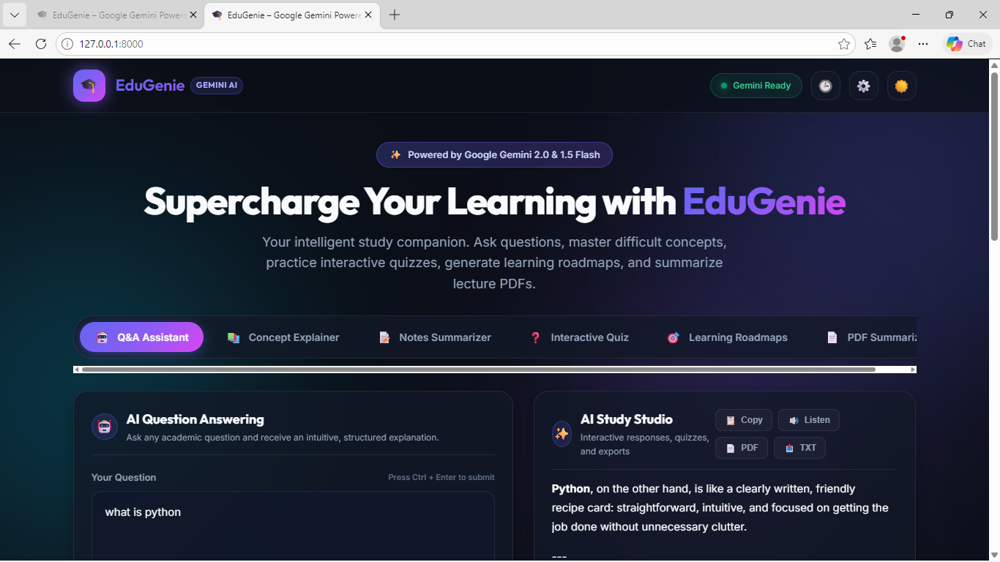 EduGenie – Google Gemini Powere
EduGenie – Google Gemini Powere
127.0.0.1:8000
Chat
EduGenie
GEMINI AI
Gemini Ready
Powered by Google Gemini 2.0 & 1.5 Flash
Supercharge Your Learning with EduGenie
Your intelligent study companion. Ask questions, master difficult concepts,
practice interactive quizzes, generate learning roadmaps, and summarize
lecture PDFs.
Q&A Assistant
Concept Explainer
Notes Summarizer
Interactive Quiz
Learning Roadmaps
PDF Summariz
AI Question Answering
Ask any academic question and receive an intuitive, structured explanation.
Your Question
Press Ctrl + Enter to submit
what is python
AI Study Studio
Interactive responses, quizzes,
and exports
Copy
Listen
PDF
TXT
Python, on the other hand, is like a clearly written, friendly
recipe card: straightforward, intuitive, and focused on getting the
job done without unnecessary clutter.
---